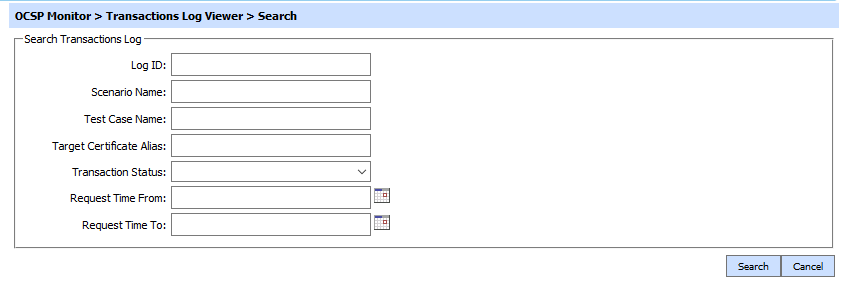 OCSP Monitor > Transactions Log Viewer > Search
Search Transactions Log
Log ID:
Scenario Name:
Test Case Name:
Target Certificate Alias:
Transaction Status:
Request Time From:
Request Time To:
Search Cancel